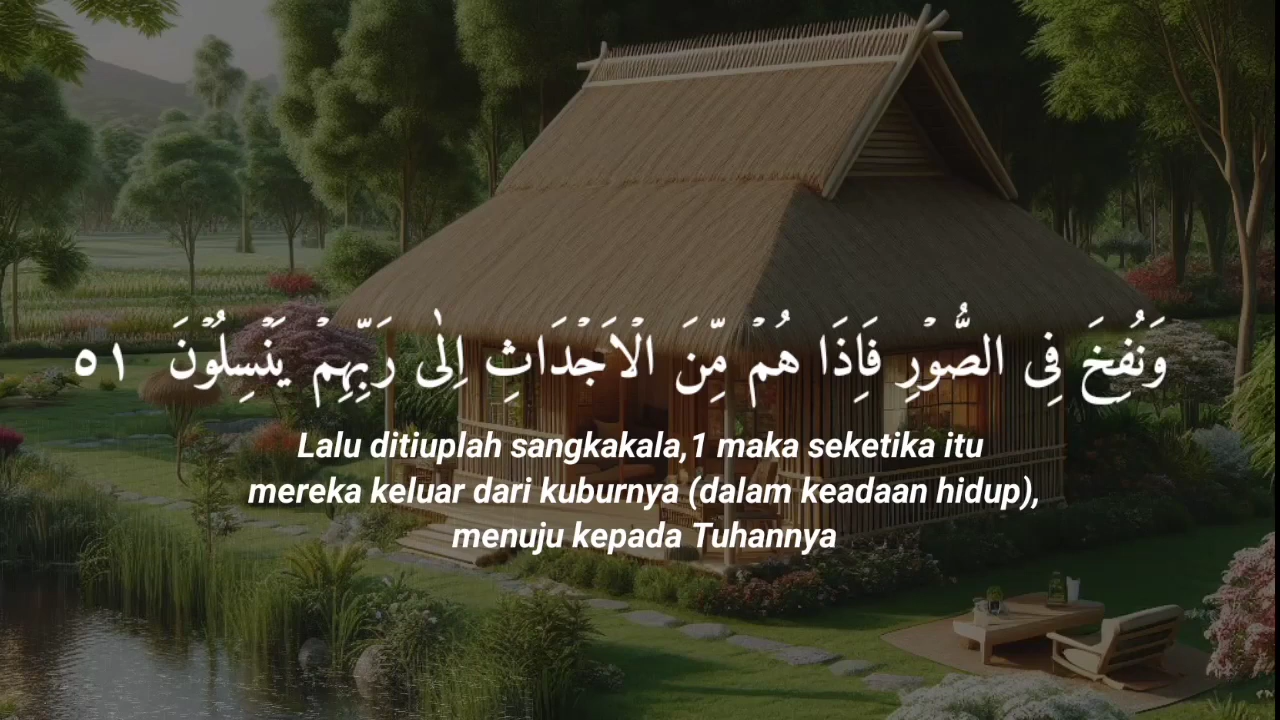 وَنُفِخَ فِى الصُّوْرِ فَاِذَا هُمْ مِّنَ الْاَجْدَاثِ اِلٰى رَبِّهِمْ يَنْسِلُوْنَ ٥١
Lalu ditiuplah sangkakala,1 maka seketika itu
mereka keluar dari kuburnya (dalam keadaan hidup),
menuju kepada Tuhannya